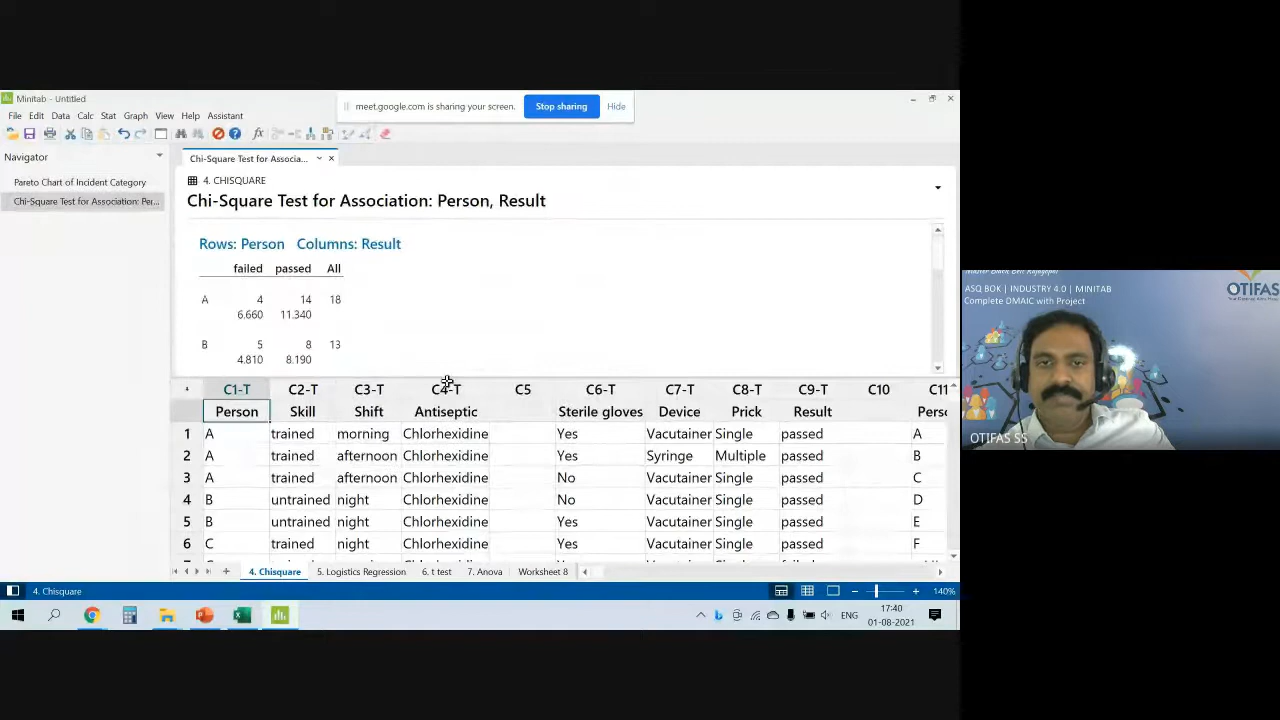 Minitab - Untitled
meet.google.com is sharing your screen. Stop sharing Hide
File Edit Data Calc Stat Graph View Help Assistant
Navigator
Pareto Chart of Incident Category
Chi-Square Test for Association: Per...
Chi-Square Test for Associa...
4. CHISQUARE
Chi-Square Test for Association: Person, Result
Rows: Person Columns: Result
failed passed All
A 4 14 18
6.660 11.340
B 5 8 13
4.810 8.190
C1-T C2-T C3-T C4-T C5 C6-T C7-T C8-T C9-T C10 C11
Person Skill Shift Antiseptic Sterile gloves Device Prick Result Perso
1 A trained morning Chlorhexidine Yes Vacutainer Single passed A
2 A trained afternoon Chlorhexidine Yes Syringe Multiple passed B
3 A trained afternoon Chlorhexidine No Vacutainer Single passed C
4 B untrained night Chlorhexidine No Vacutainer Single passed D
5 B untrained night Chlorhexidine Yes Vacutainer Single passed E
6 C trained night Chlorhexidine Yes Vacutainer Single passed F
4. Chisquare 5. Logistics Regression 6. t test 7. Anova Worksheet 8
4. Chisquare 140%
ENG 17:40
01-08-2021
ASQ BOK | INDUSTRY 4.0 | MINITAB
Complete DMAIC with Project
OTIFAS
OTIFAS SS